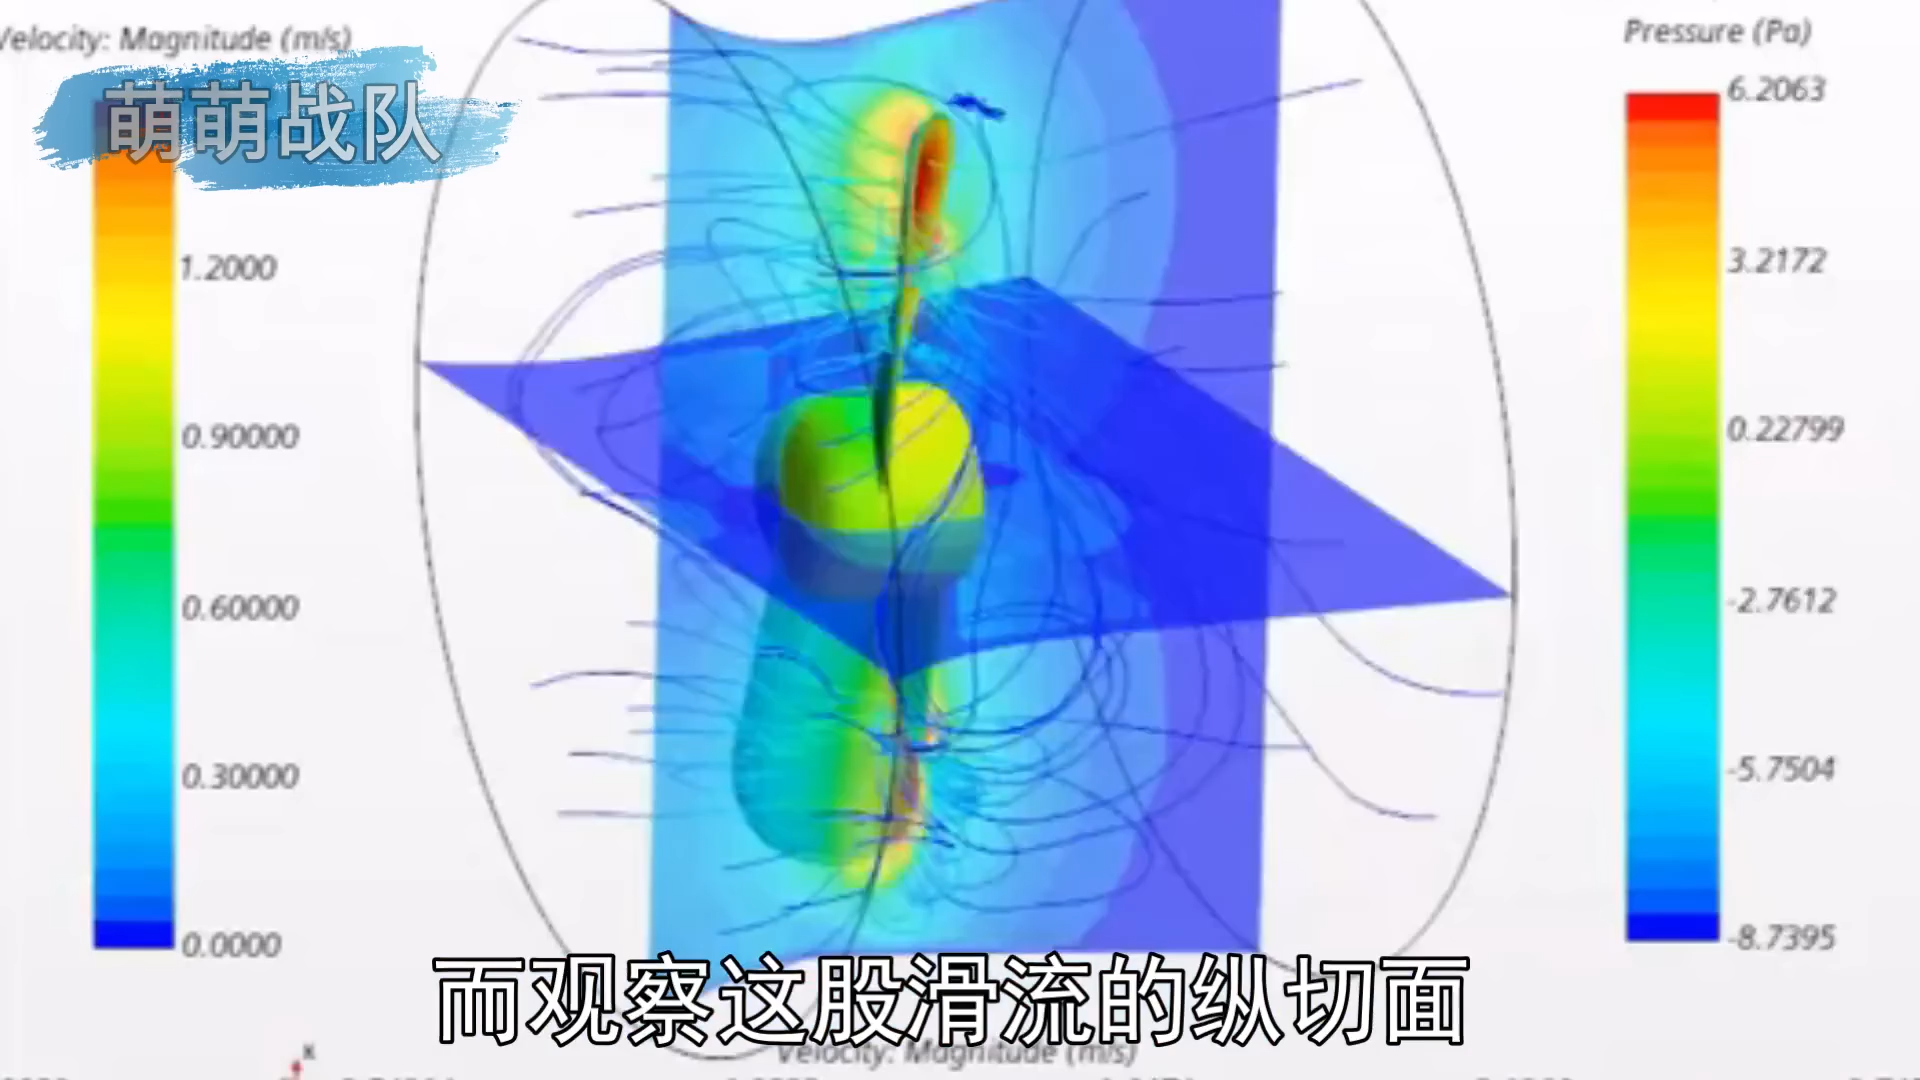 Velocity: Magnitude (m/s)
萌萌战队
1.2000
0.90000
0.60000
0.30000
0.0000
Pressure (Pa)
6.2063
3.2172
0.22799
-2.7612
-5.7504
-8.7395
而观察这股滑流的纵切面
x
Velocity: Magnitude (m/s)